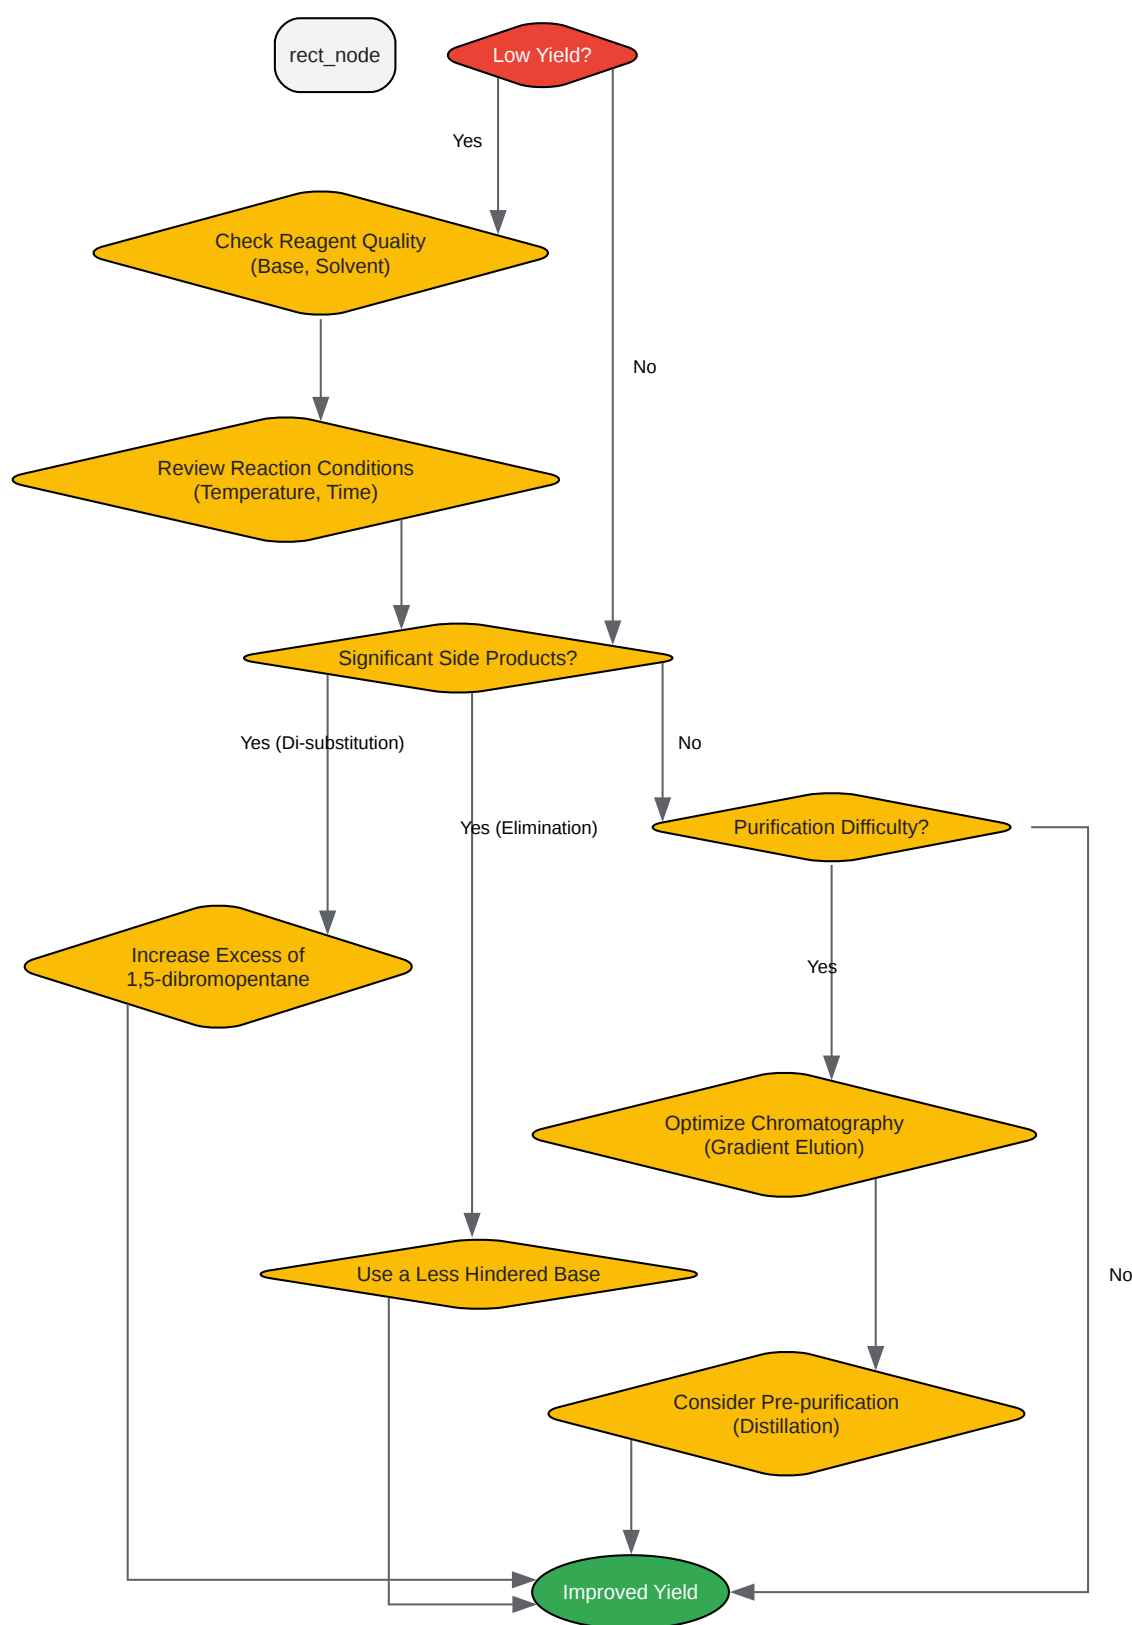 rect_node
Low Yield?
Yes
Check Reagent Quality
(Base, Solvent)
No
Review Reaction Conditions
(Temperature, Time)
Significant Side Products?
Yes (Di-substitution)
No
Yes (Elimination)
Purification Difficulty?
Increase Excess of
1,5-dibromopentane
Yes
Optimize Chromatography
(Gradient Elution)
Use a Less Hindered Base
No
Consider Pre-purification
(Distillation)
Improved Yield